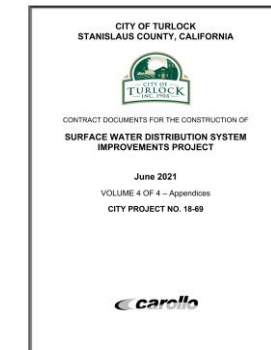 CITY OF TURLOCK
STANISLAUS COUNTY, CALIFORNIA
CITY OF
TURLOCK
INC. 1908
CONTRACT DOCUMENTS FOR THE CONSTRUCTION OF
SURFACE WATER DISTRIBUTION SYSTEM
IMPROVEMENTS PROJECT
June 2021
VOLUME 4 OF 4 – Appendices
CITY PROJECT NO. 18-69
carollo